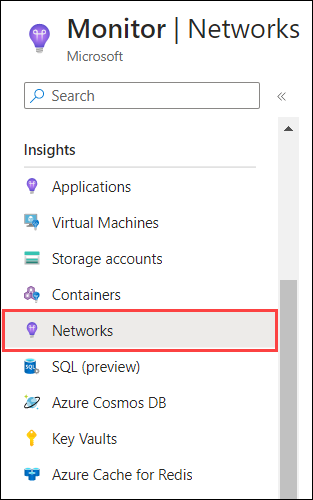 Monitor | Networks
Microsoft
Search
Insights
Applications
Virtual Machines
Storage accounts
Containers
Networks
SQL (preview)
Azure Cosmos DB
Key Vaults
Azure Cache for Redis